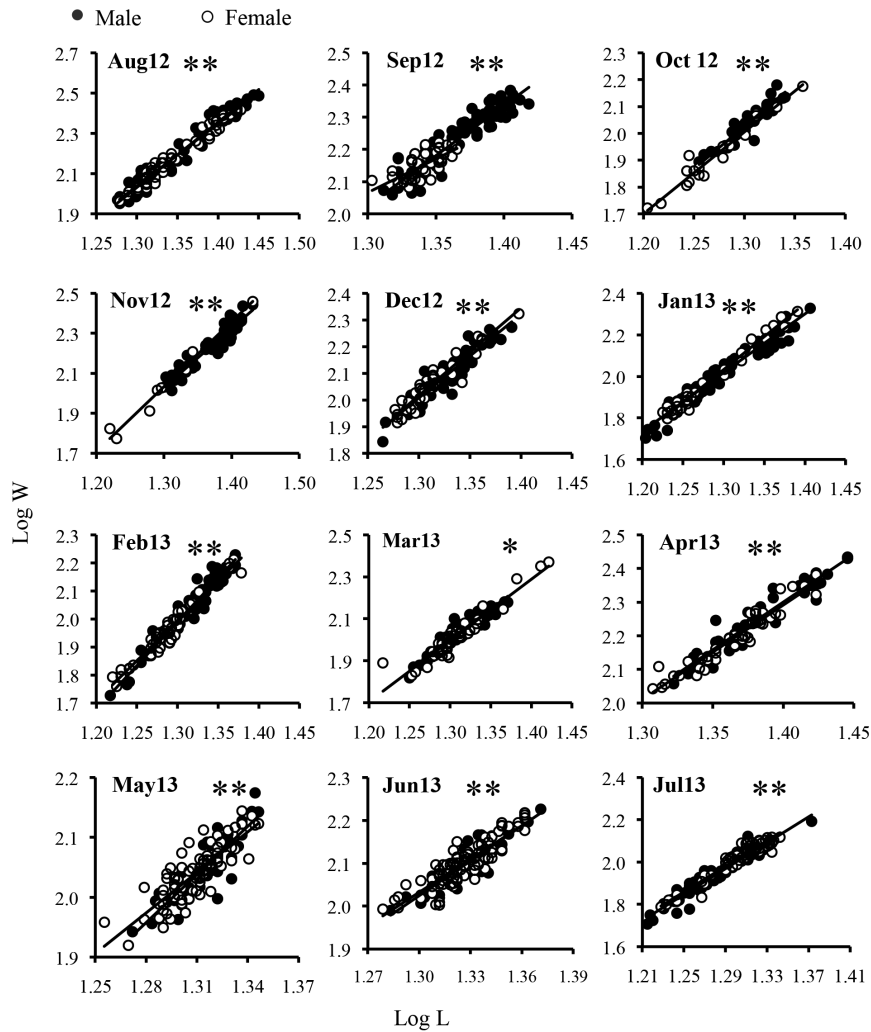 Male Female
Aug12 **
2.7
2.5
2.3
2.1
1.9
1.25 1.30 1.35 1.40 1.45 1.50
Sep12 **
2.5
2.4
2.3
2.2
2.1
2.0
1.30 1.35 1.40 1.45
Oct 12 **
2.3
2.2
2.1
2.0
1.9
1.8
1.7
1.20 1.25 1.30 1.35 1.40
Nov12 **
2.5
2.3
2.1
1.9
1.7
1.20 1.30 1.40 1.50
Dec12 **
2.4
2.3
2.2
2.1
2.0
1.9
1.8
1.25 1.30 1.35 1.40 1.45
Jan13 **
2.4
2.2
2.0
1.8
1.6
1.20 1.25 1.30 1.35 1.40 1.45
Log W
Feb13 **
2.3
2.2
2.1
2.0
1.9
1.8
1.7
1.20 1.25 1.30 1.35 1.40 1.45
Mar13 *
2.5
2.3
2.1
1.9
1.7
1.20 1.25 1.30 1.35 1.40 1.45
Apr13 **
2.5
2.4
2.3
2.2
2.1
2.0
1.30 1.35 1.40 1.45
May13 **
2.2
2.1
2.0
1.9
1.25 1.28 1.31 1.34 1.37
Jun13 **
2.3
2.2
2.1
2.0
1.9
1.27 1.30 1.33 1.36 1.39
Jul13 **
2.4
2.2
2.0
1.8
1.6
1.21 1.25 1.29 1.33 1.37 1.41
Log L